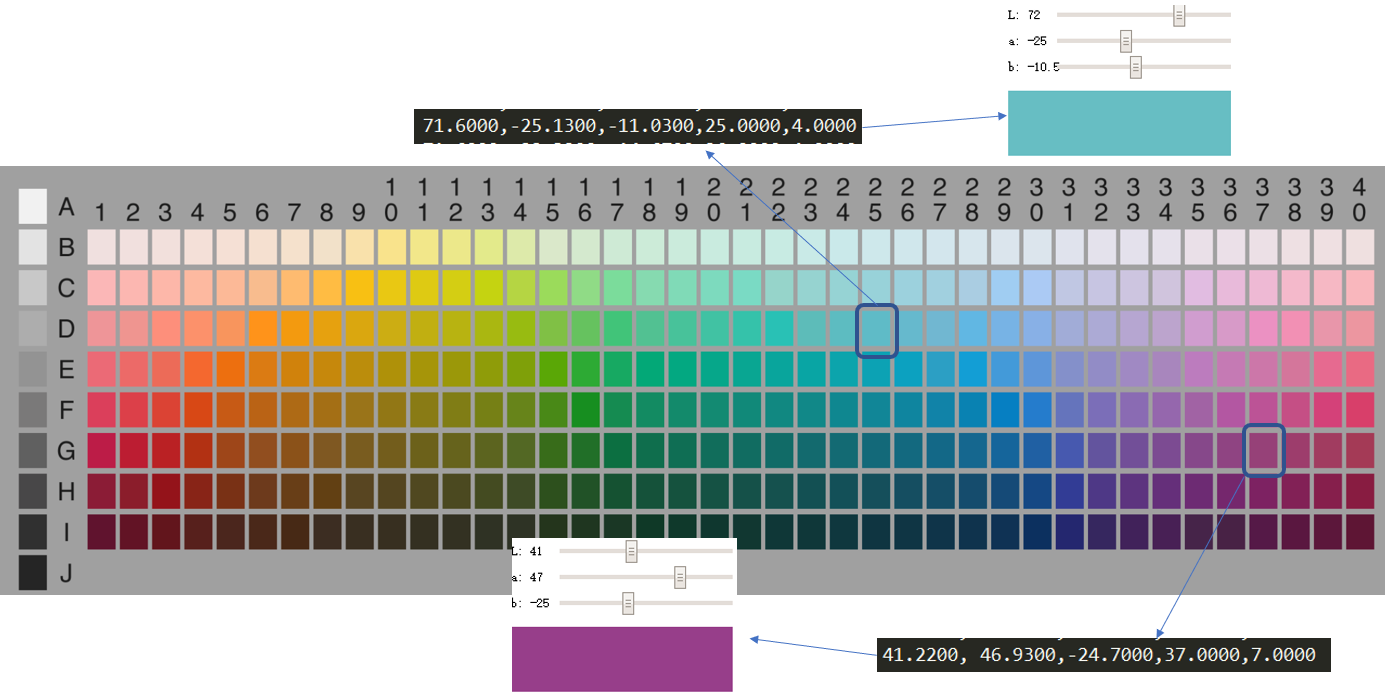 L: 72
a: -25
b: -10.5
71.6000,-25.1300,-11.0300,25.0000,4.0000
A 1 2 3 4 5 6 7 8 9 10 11 12 13 14 15 16 17 18 19 20 21 22 23 24 25 26 27 28 29 30 31 32 33 34 35 36 37 38 39 40
B
C
D
E
F
G
H
I
J
L: 41
a: 47
b: -25
41.2200, 46.9300,-24.7000,37.0000,7.0000